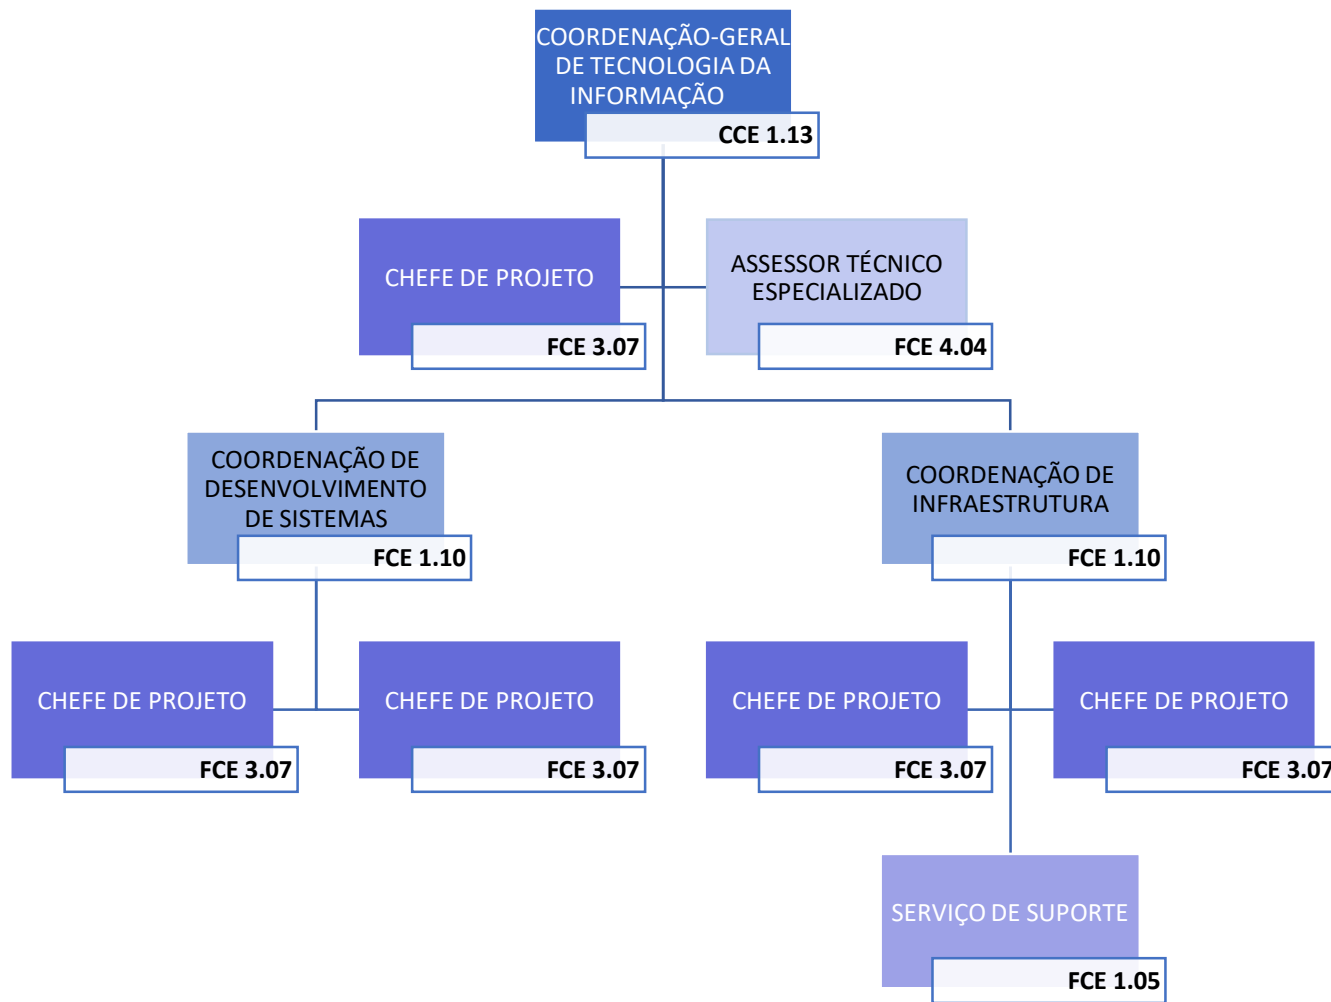 COORDENAÇÃO-GERAL
DE TECNOLOGIA DA
INFORMAÇÃO
CCE 1.13
CHEFE DE PROJETO
FCE 3.07
ASSESSOR TÉCNICO
ESPECIALIZADO
FCE 4.04
COORDENAÇÃO DE
DESENVOLVIMENTO
DE SISTEMAS
FCE 1.10
COORDENAÇÃO DE
INFRAESTRUTURA
FCE 1.10
CHEFE DE PROJETO
FCE 3.07
CHEFE DE PROJETO
FCE 3.07
CHEFE DE PROJETO
FCE 3.07
CHEFE DE PROJETO
FCE 3.07
SERVIÇO DE SUPORTE
FCE 1.05